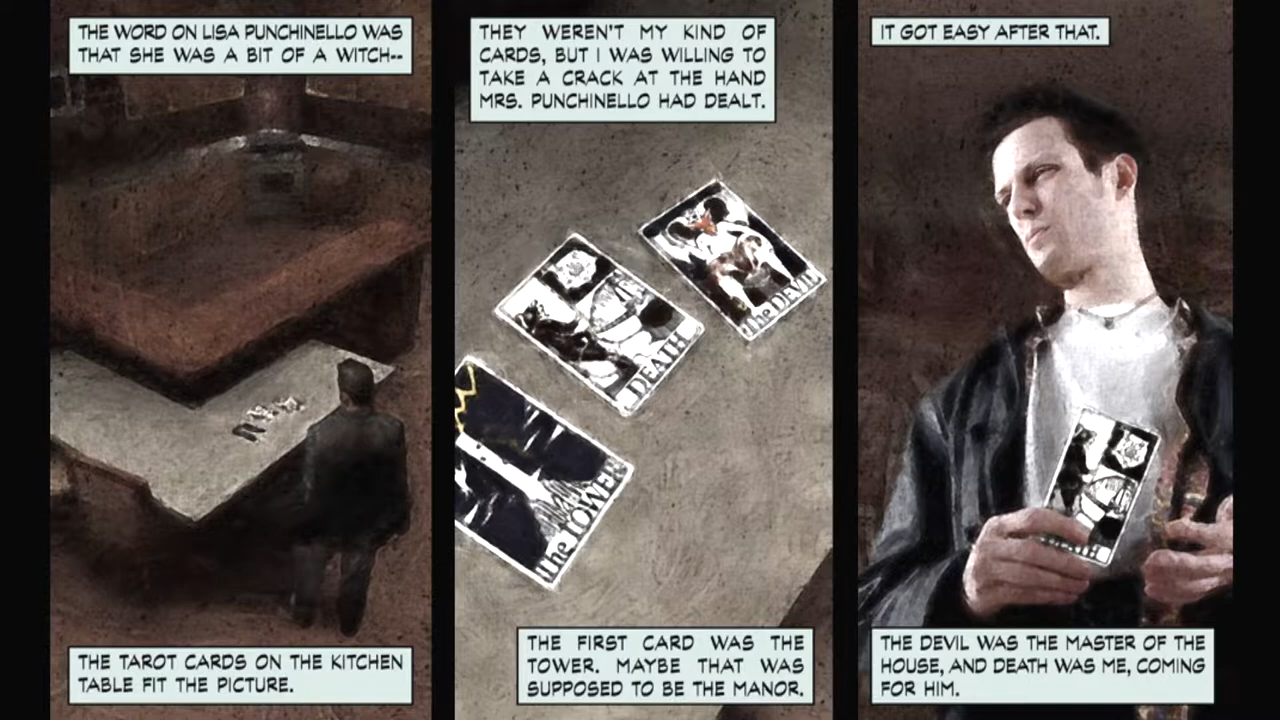 THE WORD ON LISA PUNCHINELLO WAS
THAT SHE WAS A BIT OF A WITCH--
THE TAROT CARDS ON THE KITCHEN
TABLE FIT THE PICTURE.
THEY WEREN'T MY KIND OF
CARDS, BUT I WAS WILLING TO
TAKE A CRACK AT THE HAND
MRS. PUNCHINELLO HAD DEALT.
The DEVIL
DEATH
The TOWER
THE FIRST CARD WAS THE
TOWER. MAYBE THAT WAS
SUPPOSED TO BE THE MANOR.
IT GOT EASY AFTER THAT.
THE DEVIL WAS THE MASTER OF THE
HOUSE, AND DEATH WAS ME, COMING
FOR HIM.